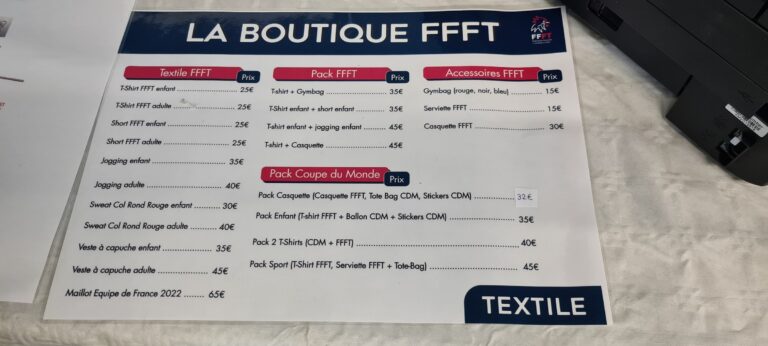 LA BOUTIQUE FFFT
FFFT
Textile FFFT Prix
T-Shirt FFFT enfant 25€
T-Shirt FFFT adulte 25€
Short FFFT enfant 25€
Short FFFT adulte 25€
Jogging enfant 35€
Jogging adulte 40€
Sweat Col Rond Rouge enfant 30€
Sweat Col Rond Rouge adulte 40€
Veste à capuche enfant 35€
Veste à capuche adulte 45€
Maillot Equipe de France 2022 65€
Pack FFFT Prix
T-shirt + Gymbag 35€
T-Shirt enfant + short enfant 35€
T-shirt enfant + jogging enfant 45€
T-shirt + Casquette 45€
Accessoires FFFT Prix
Gymbag (rouge, noir, bleu) 15€
Serviette FFFT 15€
Casquette FFFT 30€
Pack Coupe du Monde Prix
Pack Casquette (Casquette FFFT, Tote Bag CDM, Stickers CDM) 32€
Pack Enfant (T-shirt FFFT + Ballon CDM + Stickers CDM) 35€
Pack 2 T-Shirts (CDM + FFFT) 40€
Pack Sport (T-Shirt FFFT, Serviette FFFT + Tote-Bag) 45€
TEXTILE